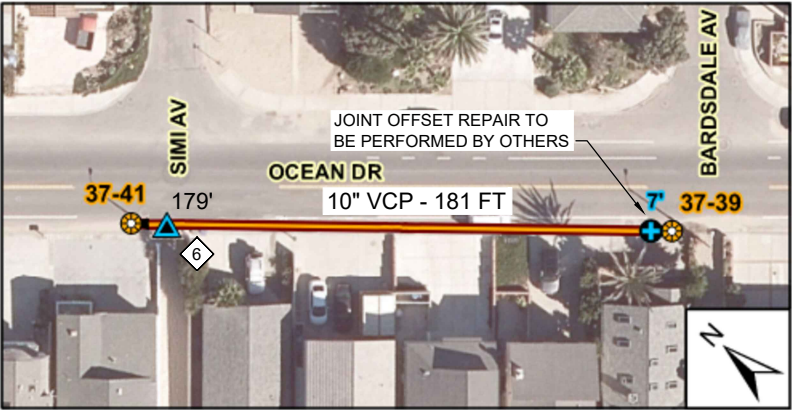 BARDSDALE AV
SIMI AV
JOINT OFFSET REPAIR TO
BE PERFORMED BY OTHERS
OCEAN DR
37-41
179'
10" VCP - 181 FT
7'
37-39
6
N